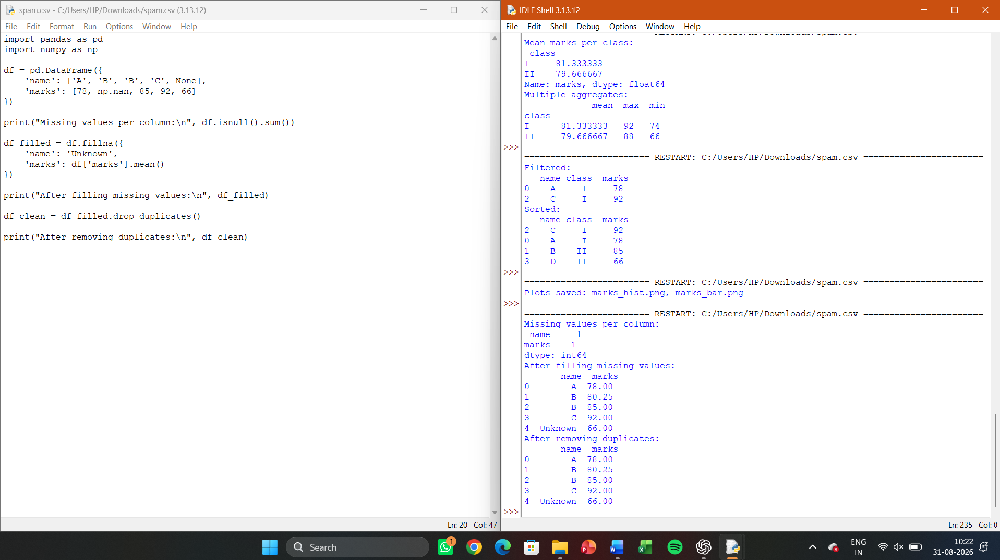 spam.csv - C:/Users/HP/Downloads/spam.csv (3.13.12)
File Edit Format Run Options Window Help
import pandas as pd
import numpy as np
df = pd.DataFrame({
    'name': ['A', 'B', 'B', 'C', None],
    'marks': [78, np.nan, 85, 92, 66]
})
print("Missing values per column:\n", df.isnull().sum())
df_filled = df.fillna({
    'name': 'Unknown',
    'marks': df['marks'].mean()
})
print("After filling missing values:\n", df_filled)
df_clean = df_filled.drop_duplicates()
print("After removing duplicates:\n", df_clean)
Ln: 20 Col: 47
IDLE Shell 3.13.12
File Edit Shell Debug Options Window Help
Mean marks per class:
 class
I     81.333333
II    79.666667
Name: marks, dtype: float64
Multiple aggregates:
             mean  max  min
class
I      81.333333   92   74
II     79.666667   88   66
>>>
======================== RESTART: C:/Users/HP/Downloads/spam.csv =======================
Filtered:
   name class  marks
0    A     I     78
2    C     I     92
Sorted:
   name class  marks
2    C     I     92
0    A     I     78
1    B    II     85
3    D    II     66
>>>
======================== RESTART: C:/Users/HP/Downloads/spam.csv =======================
Plots saved: marks_hist.png, marks_bar.png
>>>
======================== RESTART: C:/Users/HP/Downloads/spam.csv =======================
Missing values per column:
 name     1
marks    1
dtype: int64
After filling missing values:
       name  marks
0        A  78.00
1        B  80.25
2        B  85.00
3        C  92.00
4  Unknown  66.00
After removing duplicates:
       name  marks
0        A  78.00
1        B  80.25
2        B  85.00
3        C  92.00
4  Unknown  66.00
>>>
Ln: 235 Col: 0
Search
1
ENG
IN
10:22
31-08-2026